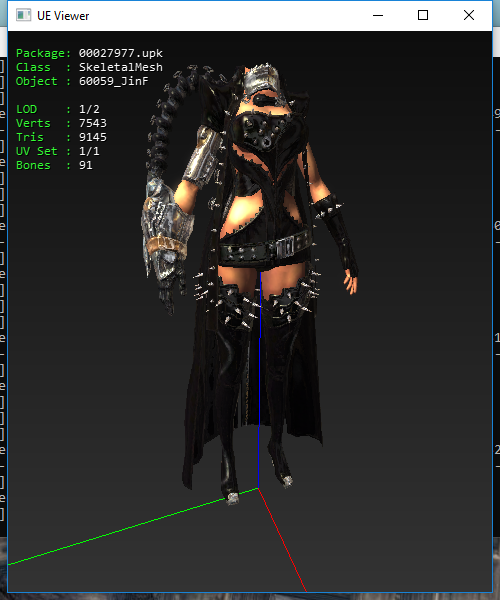 UE Viewer
Package: 00027977.upk
Class  : SkeletalMesh
Object : 60059_JinF
LOD    : 1/2
Verts  : 7543
Tris   : 9145
UV Set : 1/1
Bones  : 91